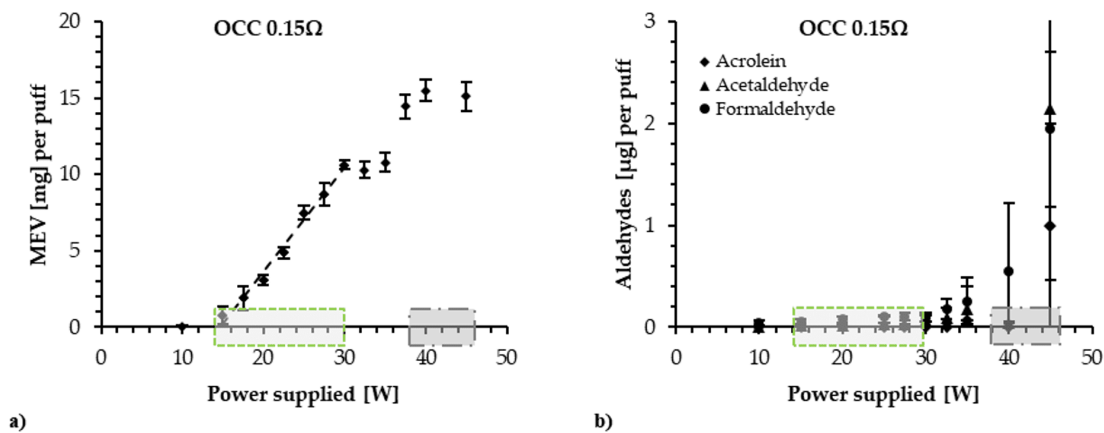 OCC 0.15Ω
MEV [mg] per puff
20
15
10
5
0
0 10 20 30 40 50
Power supplied [W]
a)
OCC 0.15Ω
Acrolein
Acetaldehyde
Formaldehyde
Aldehydes [µg] per puff
3
2
1
0
0 10 20 30 40 50
Power supplied [W]
b)